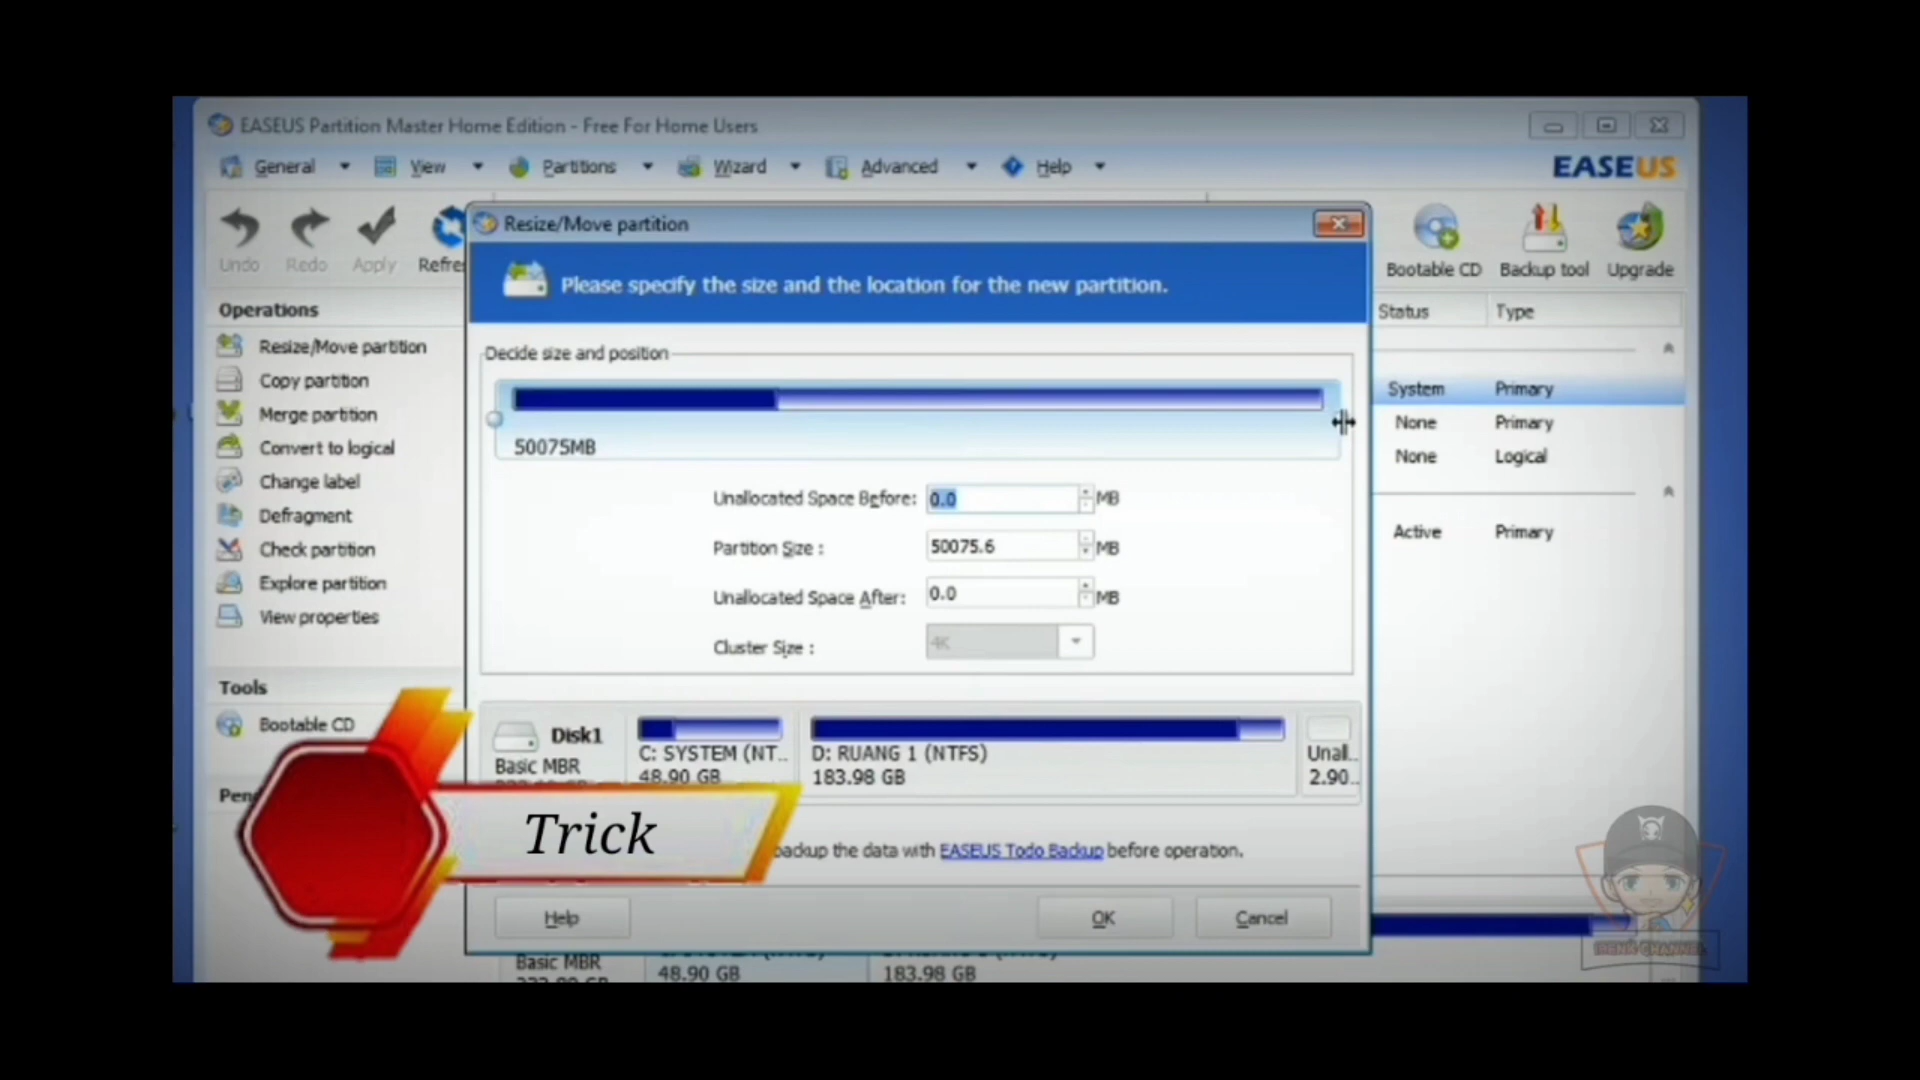 EASEUS Partition Master Home Edition - Free For Home Users
General View Partitions Wizard Advanced Help
EASEUS
Undo Redo Apply
Bootable CD Backup tool Upgrade
Operations
Resize/Move partition
Copy partition
Merge partition
Convert to logical
Change label
Defragment
Check partition
Explore partition
View properties
Tools
Bootable CD
Resize/Move partition
Please specify the size and the location for the new partition.
Decide size and position
50075MB
Unallocated Space Before: 0.0 MB
Partition Size : 50075.6 MB
Unallocated Space After: 0.0 MB
Cluster Size : 4K
Disk1
Basic MBR
C: SYSTEM (NT...
48.90 GB
D: RUANG 1 (NTFS)
183.98 GB
Unall...
2.90...
backup the data with EASEUS Todo Backup before operation.
Help OK Cancel
Status Type
System Primary
None Primary
None Logical
Active Primary
Trick
Basic MBR
48.90 GB
183.98 GB